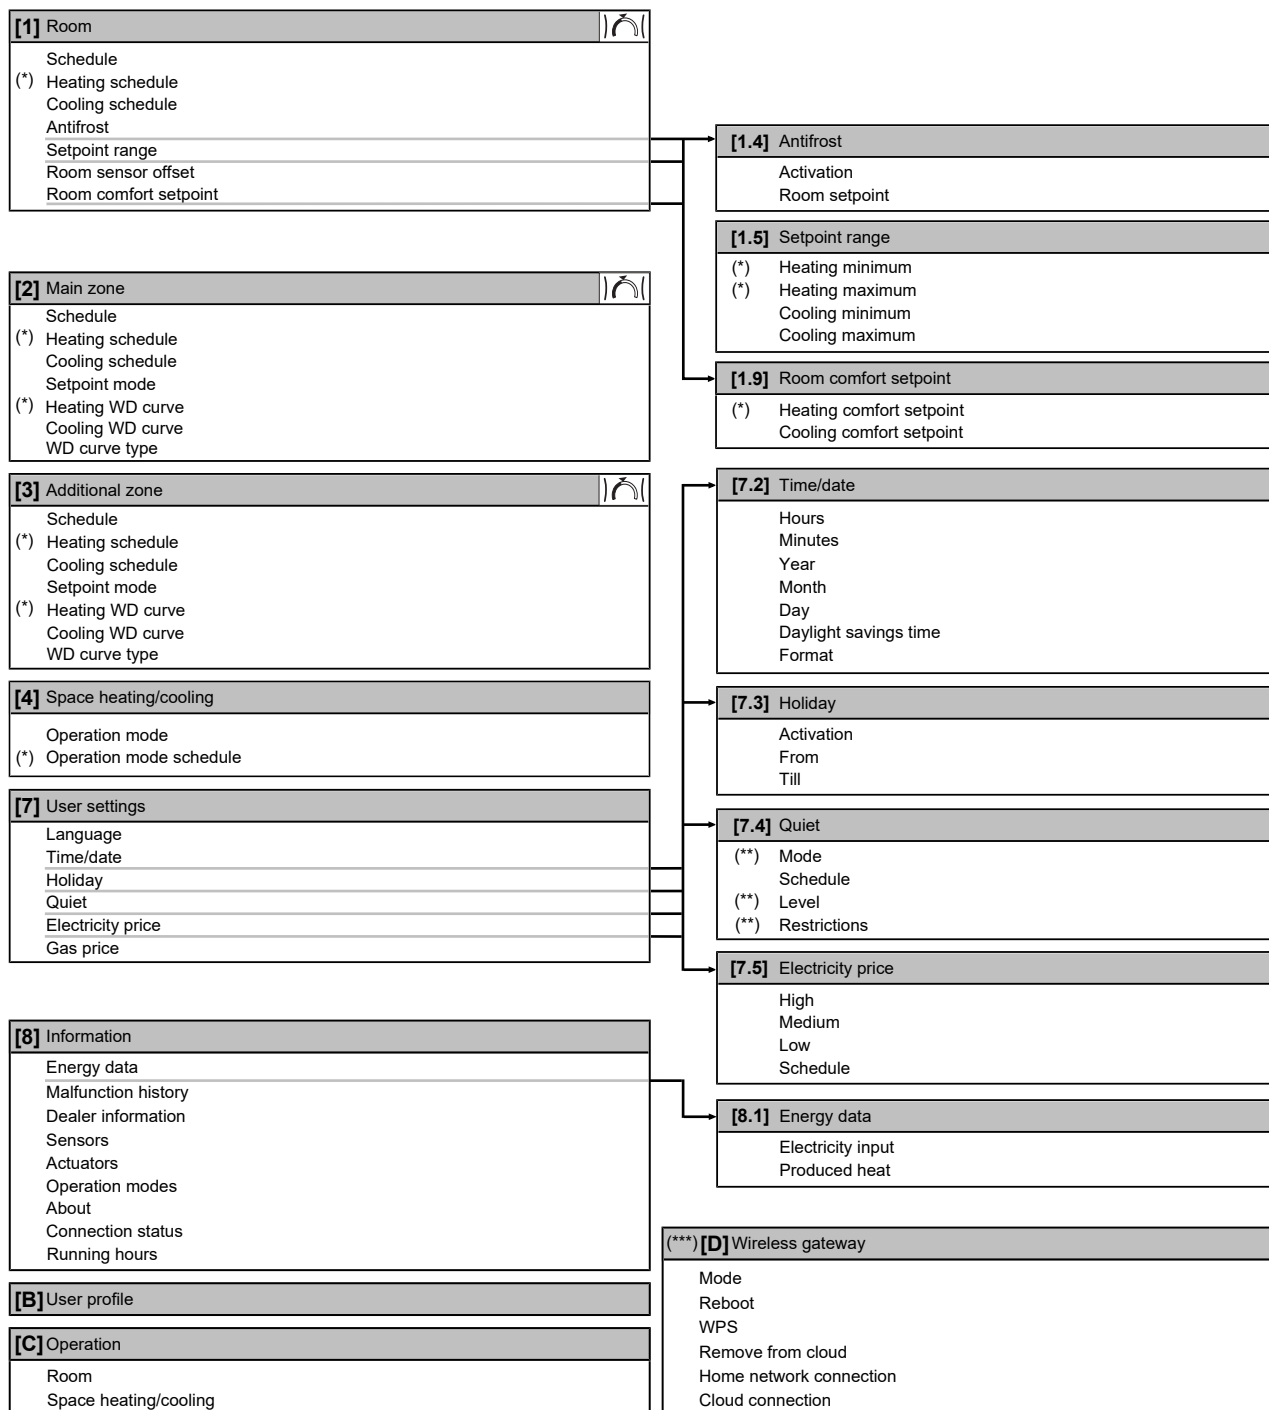 [1] Room
Schedule
(*) Heating schedule
Cooling schedule
Antifrost
Setpoint range
Room sensor offset
Room comfort setpoint
[2] Main zone
Schedule
(*) Heating schedule
Cooling schedule
Setpoint mode
(*) Heating WD curve
Cooling WD curve
WD curve type
[3] Additional zone
Schedule
(*) Heating schedule
Cooling schedule
Setpoint mode
(*) Heating WD curve
Cooling WD curve
WD curve type
[4] Space heating/cooling
Operation mode
(*) Operation mode schedule
[7] User settings
Language
Time/date
Holiday
Quiet
Electricity price
Gas price
[8] Information
Energy data
Malfunction history
Dealer information
Sensors
Actuators
Operation modes
About
Connection status
Running hours
[B] User profile
[C] Operation
Room
Space heating/cooling
[1.4] Antifrost
Activation
Room setpoint
[1.5] Setpoint range
(*) Heating minimum
(*) Heating maximum
Cooling minimum
Cooling maximum
[1.9] Room comfort setpoint
(*) Heating comfort setpoint
Cooling comfort setpoint
[7.2] Time/date
Hours
Minutes
Year
Month
Day
Daylight savings time
Format
[7.3] Holiday
Activation
From
Till
[7.4] Quiet
(**) Mode
Schedule
(**) Level
(**) Restrictions
[7.5] Electricity price
High
Medium
Low
Schedule
[8.1] Energy data
Electricity input
Produced heat
(***) [D] Wireless gateway
Mode
Reboot
WPS
Remove from cloud
Home network connection
Cloud connection